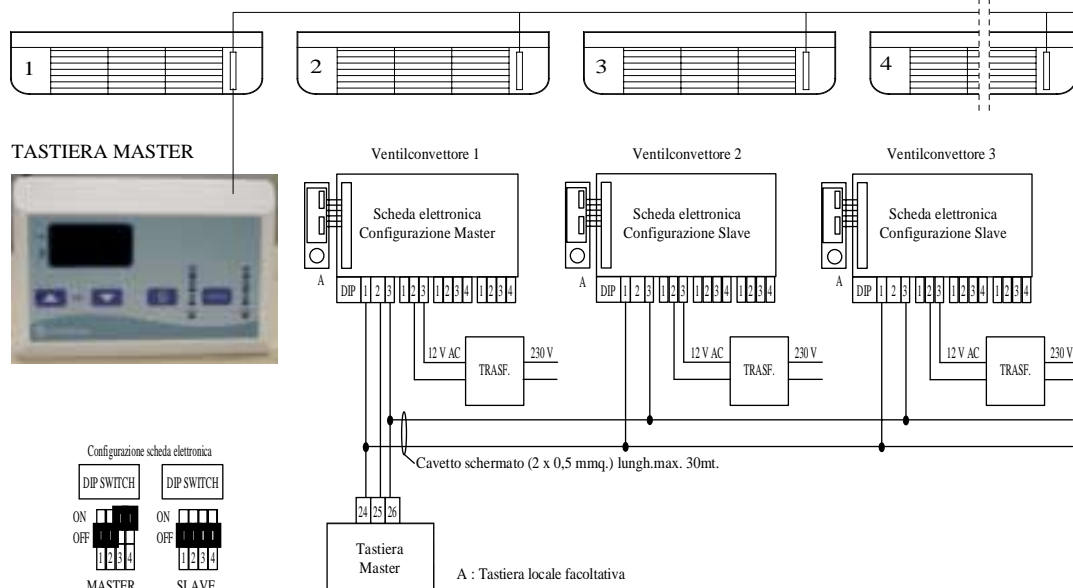 1 2 3 4
TASTIERA MASTER
Ventilconvettore 1
Ventilconvettore 2
Ventilconvettore 3
Scheda elettronica
Configurazione Master
Scheda elettronica
Configurazione Slave
Scheda elettronica
Configurazione Slave
A
A
A
DIP 1 2 3 1 2 3 1 2 3 4 1 2 3 4
DIP 1 2 3 1 2 3 1 2 3 4 1 2 3 4
DIP 1 2 3 1 2 3 1 2 3 4 1 2 3 4
12 V AC TRASF. 230 V
12 V AC TRASF. 230 V
12 V AC TRASF. 230 V
Cavetto schermato (2 x 0,5 mmq.) lungh.max. 30mt.
Configurazione scheda elettronica
DIP SWITCH
DIP SWITCH
ON
OFF
1 2 3 4
MASTER
ON
OFF
1 2 3 4
SLAVE
24 25 26
Tastiera
Master
A : Tastiera locale facoltativa